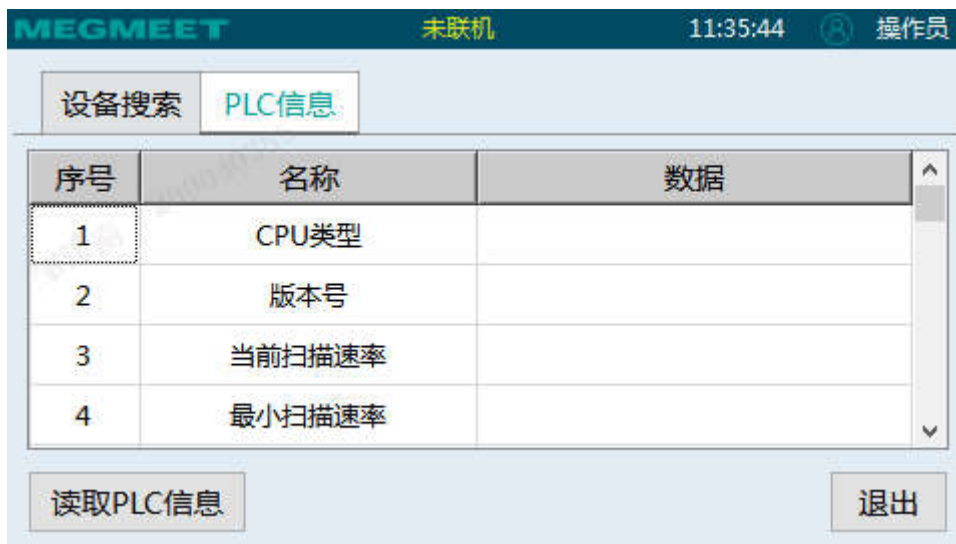 MEGMEET 未联机 11:35:44 操作员
设备搜索 PLC信息
序号 名称 数据
1 CPU类型
2 版本号
3 当前扫描速率
4 最小扫描速率
读取PLC信息 退出